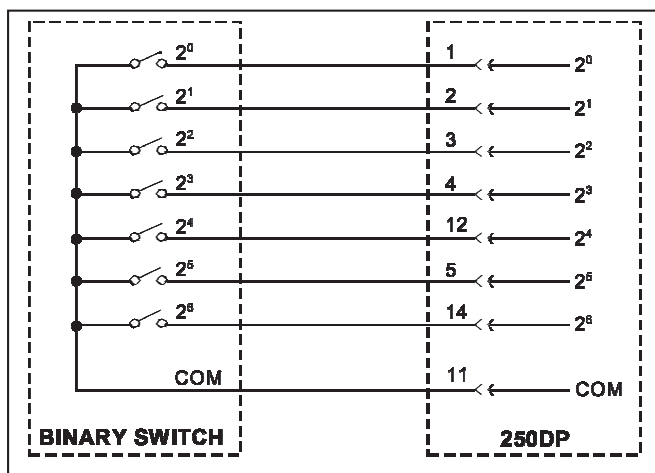 2⁰ 1 2⁰
2¹ 2 2¹
2² 3 2²
2³ 4 2³
2⁴ 12 2⁴
2⁵ 5 2⁵
2⁶ 14 2⁶
COM 11 COM
BINARY SWITCH 250DP